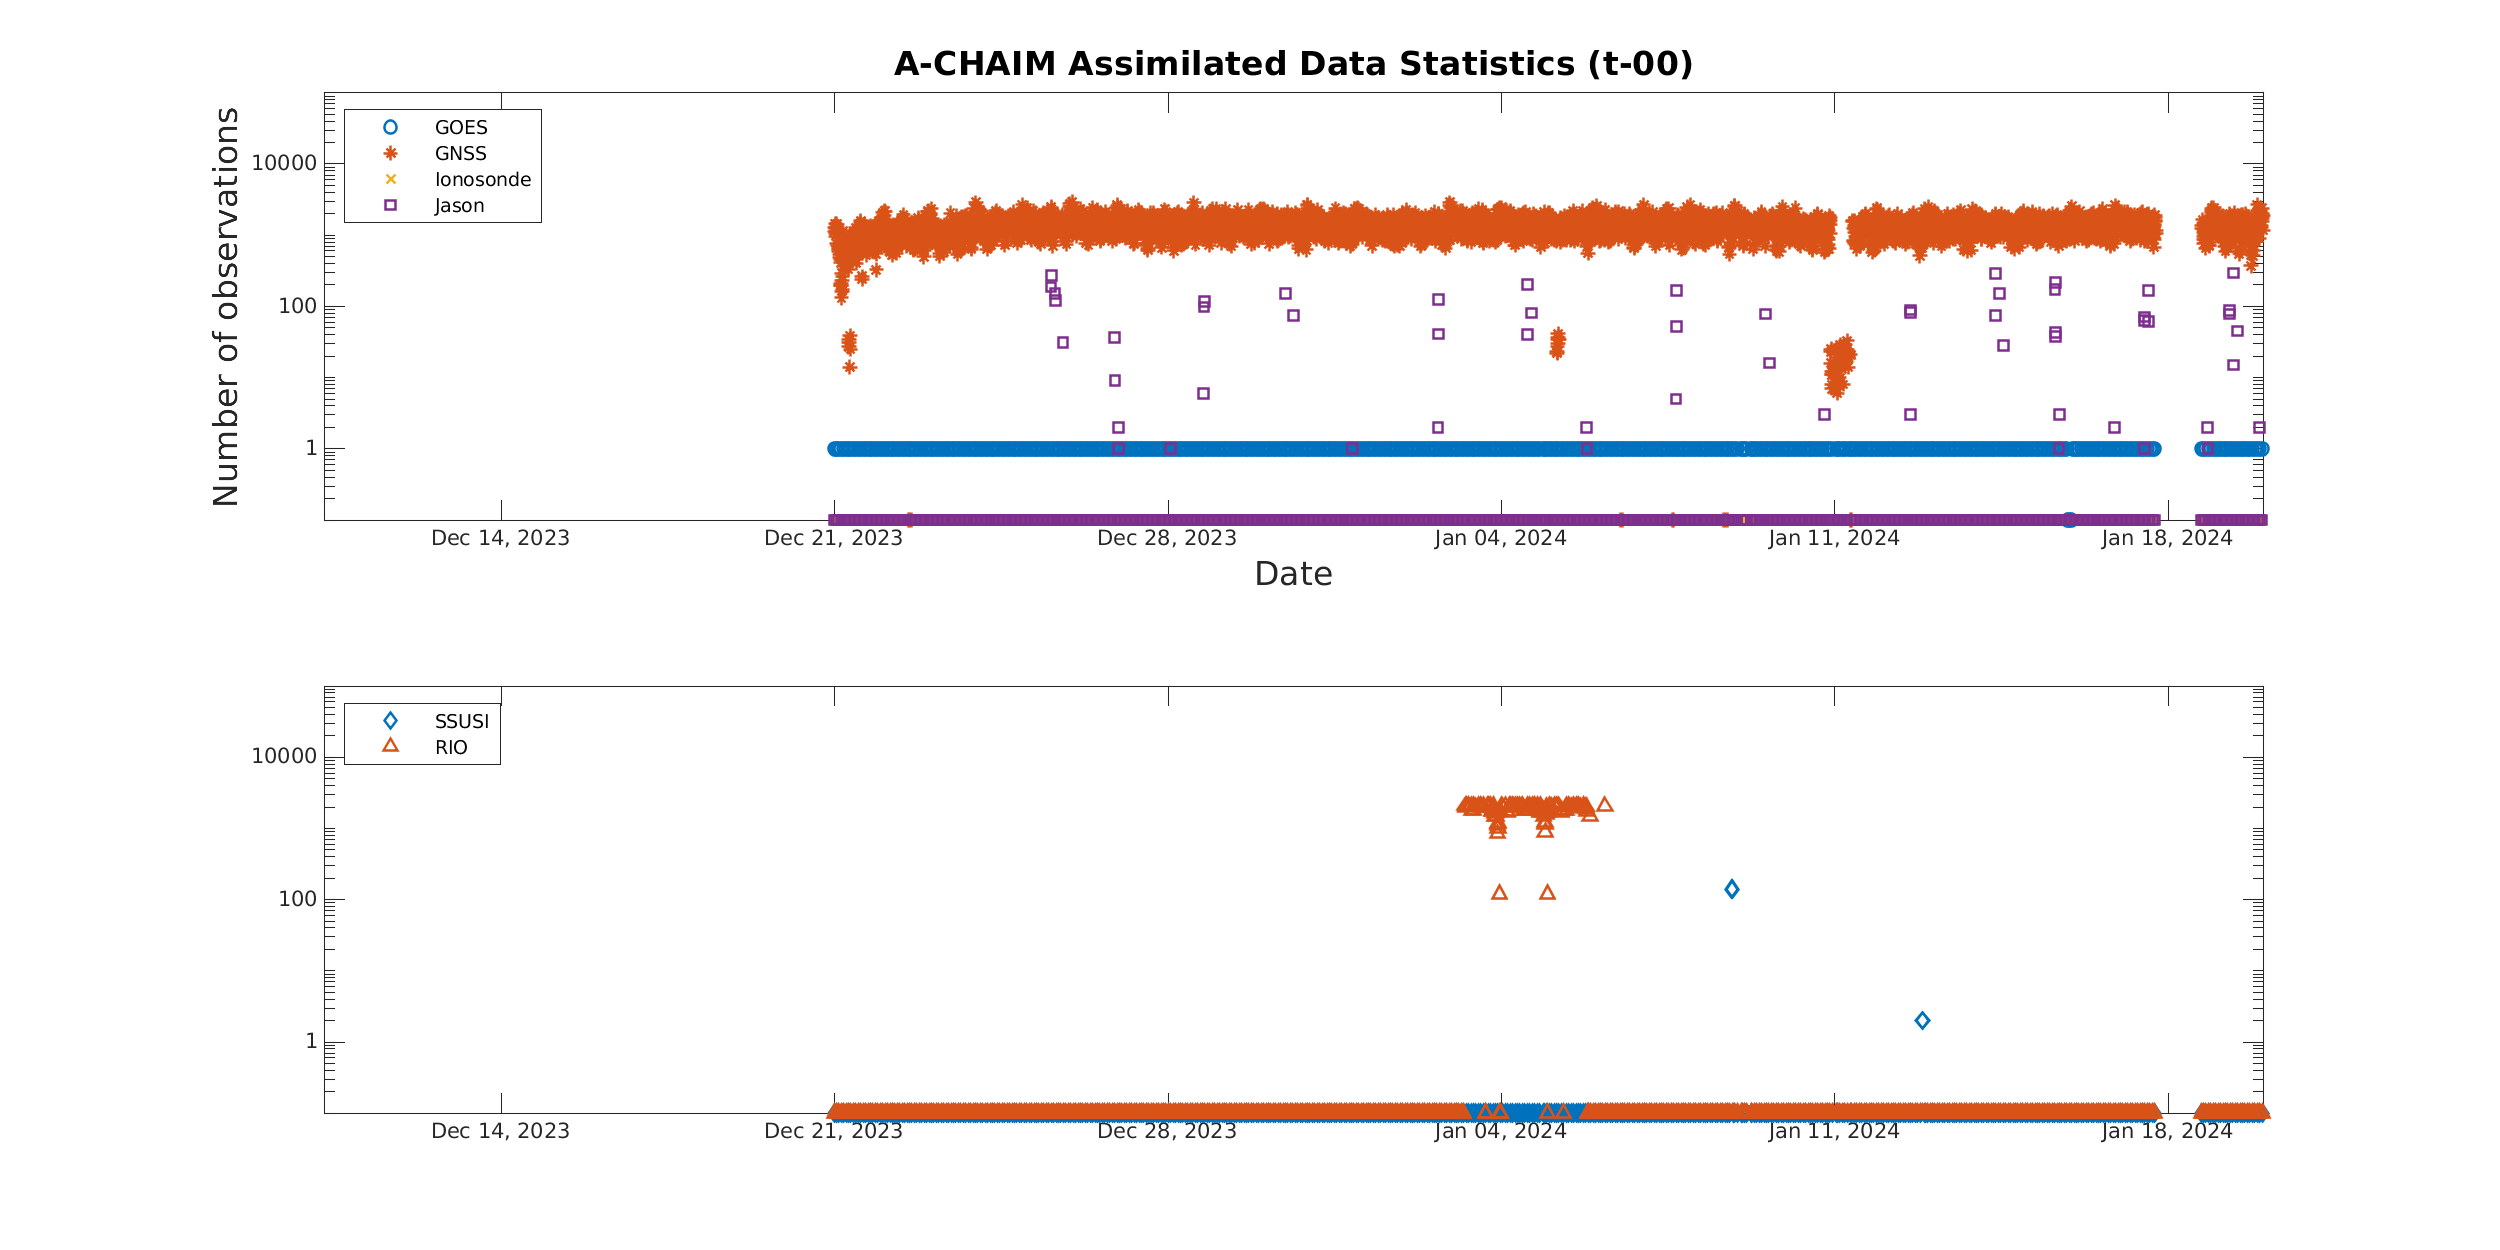 A-CHAIM Assimilated Data Statistics (t-00)
Number of observations
10000
100
1
GOES
GNSS
Ionosonde
Jason
Dec 14, 2023
Dec 21, 2023
Dec 28, 2023
Jan 04, 2024
Jan 11, 2024
Jan 18, 2024
Date
10000
100
1
SSUSI
RIO
Dec 14, 2023
Dec 21, 2023
Dec 28, 2023
Jan 04, 2024
Jan 11, 2024
Jan 18, 2024